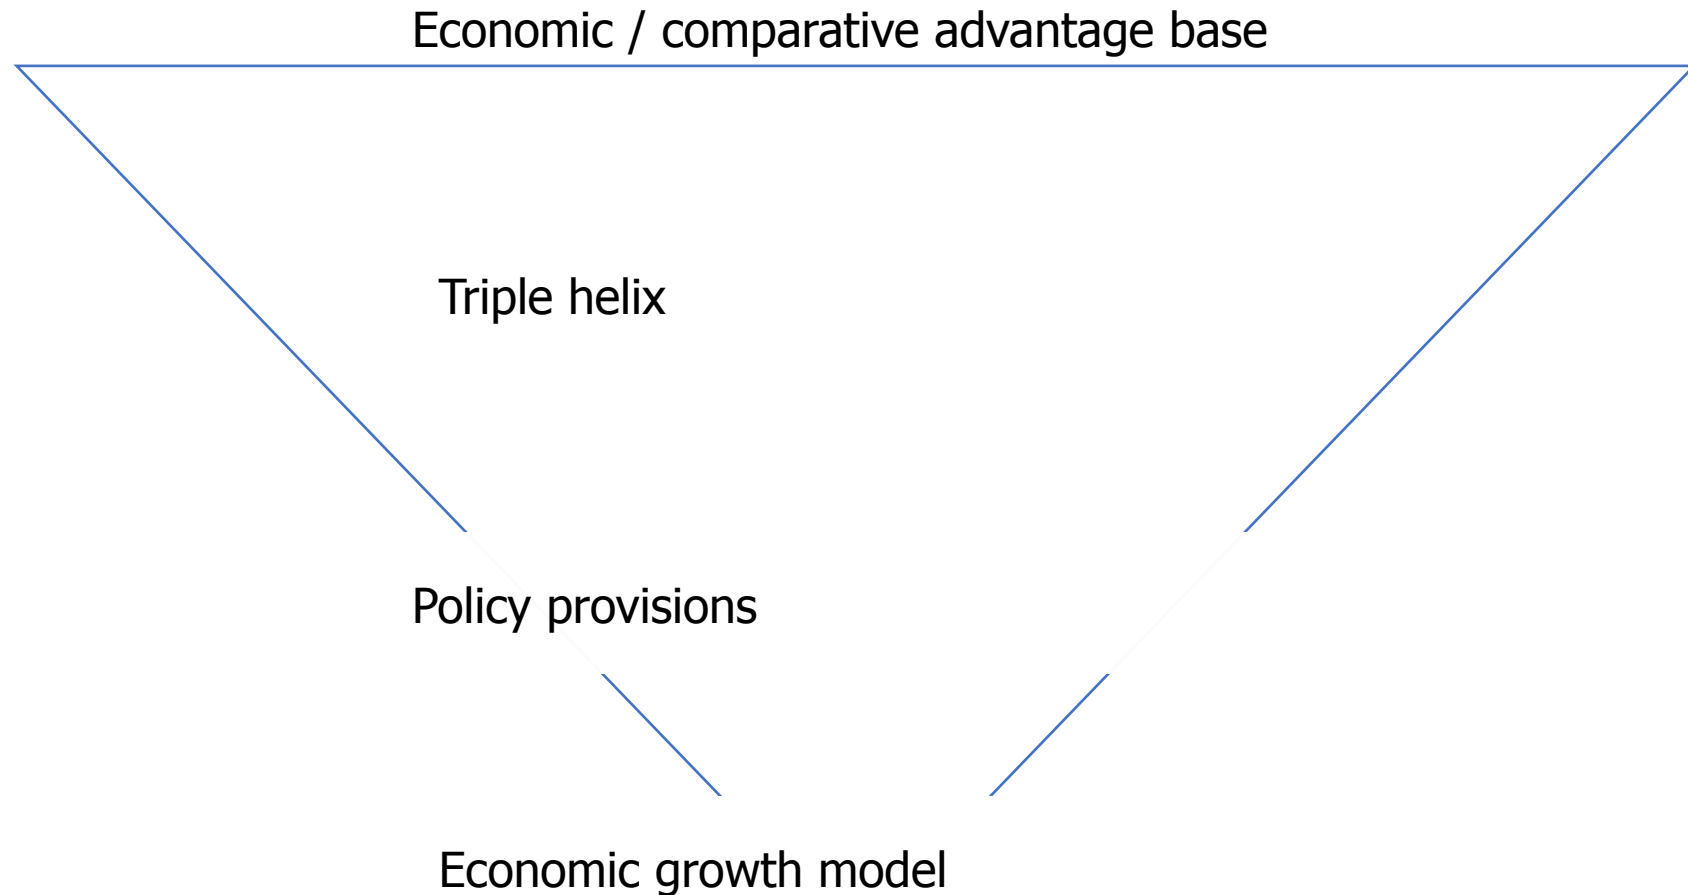 Economic / comparative advantage base
Triple helix
Policy provisions
Economic growth model